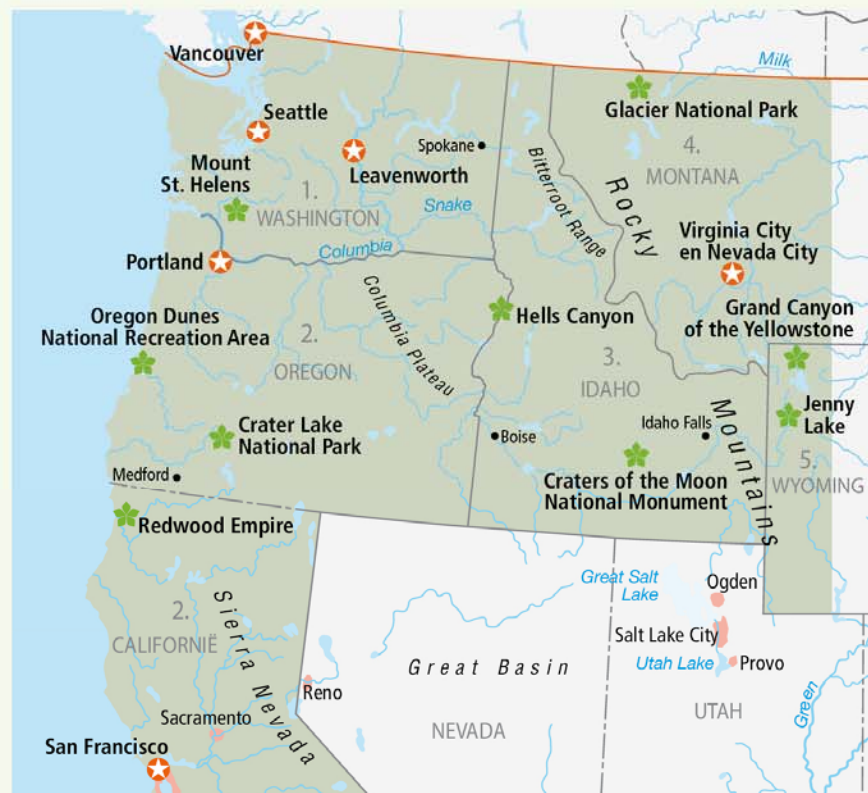 Vancouver
Milk
Seattle
Glacier National Park
Spokane
Leavenworth
Mount
St. Helens
1.
WASHINGTON
Snake
Bitterroot Range
Rocky
4.
MONTANA
Virginia City
en Nevada City
Columbia
Portland
Columbia Plateau
Oregon Dunes
National Recreation Area
2.
OREGON
Hells Canyon
3.
IDAHO
Grand Canyon
of the Yellowstone
Jenny
Lake
Crater Lake
National Park
Boise
Idaho Falls
Mountains
5.
WYOMING
Medford
Craters of the Moon
National Monument
Redwood Empire
2.
CALIFORNIË
Sierra Nevada
Great Salt
Lake
Ogden
Salt Lake City
Utah Lake
Provo
Great Basin
Reno
Sacramento
NEVADA
UTAH
Green
San Francisco